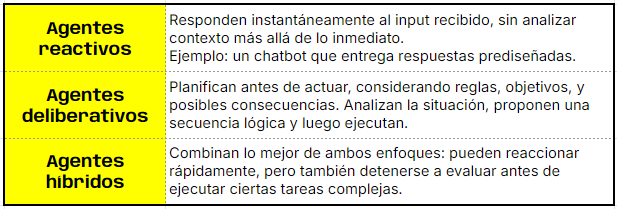 Agentes
reactivos
Responden instantáneamente al input recibido, sin analizar
contexto más allá de lo inmediato.
Ejemplo: un chatbot que entrega respuestas prediseñadas.
Agentes
deliberativos
Planifican antes de actuar, considerando reglas, objetivos, y
posibles consecuencias. Analizan la situación, proponen una
secuencia lógica y luego ejecutan.
Agentes
híbridos
Combinan lo mejor de ambos enfoques: pueden reaccionar
rápidamente, pero también detenerse a evaluar antes de
ejecutar ciertas tareas complejas.